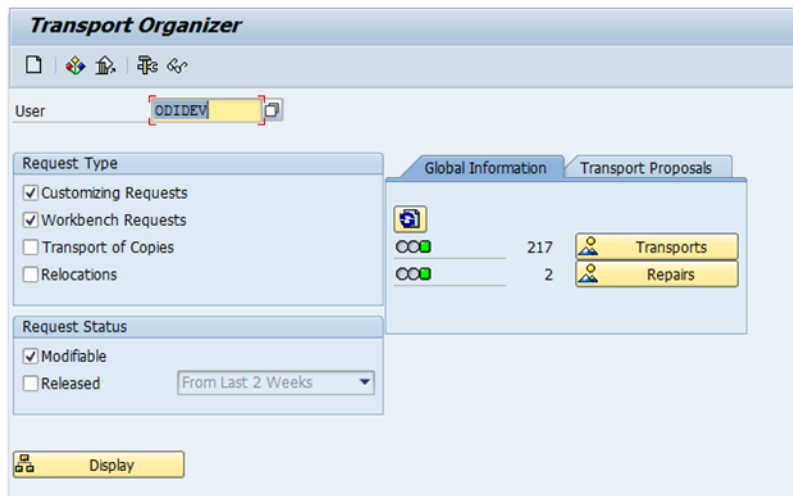 Transport Organizer
User ODIDEV
Request Type
Customizing Requests
Workbench Requests
Transport of Copies
Relocations
Request Status
Modifiable
Released From Last 2 Weeks
Display
Global Information Transport Proposals
217 Transports
2 Repairs